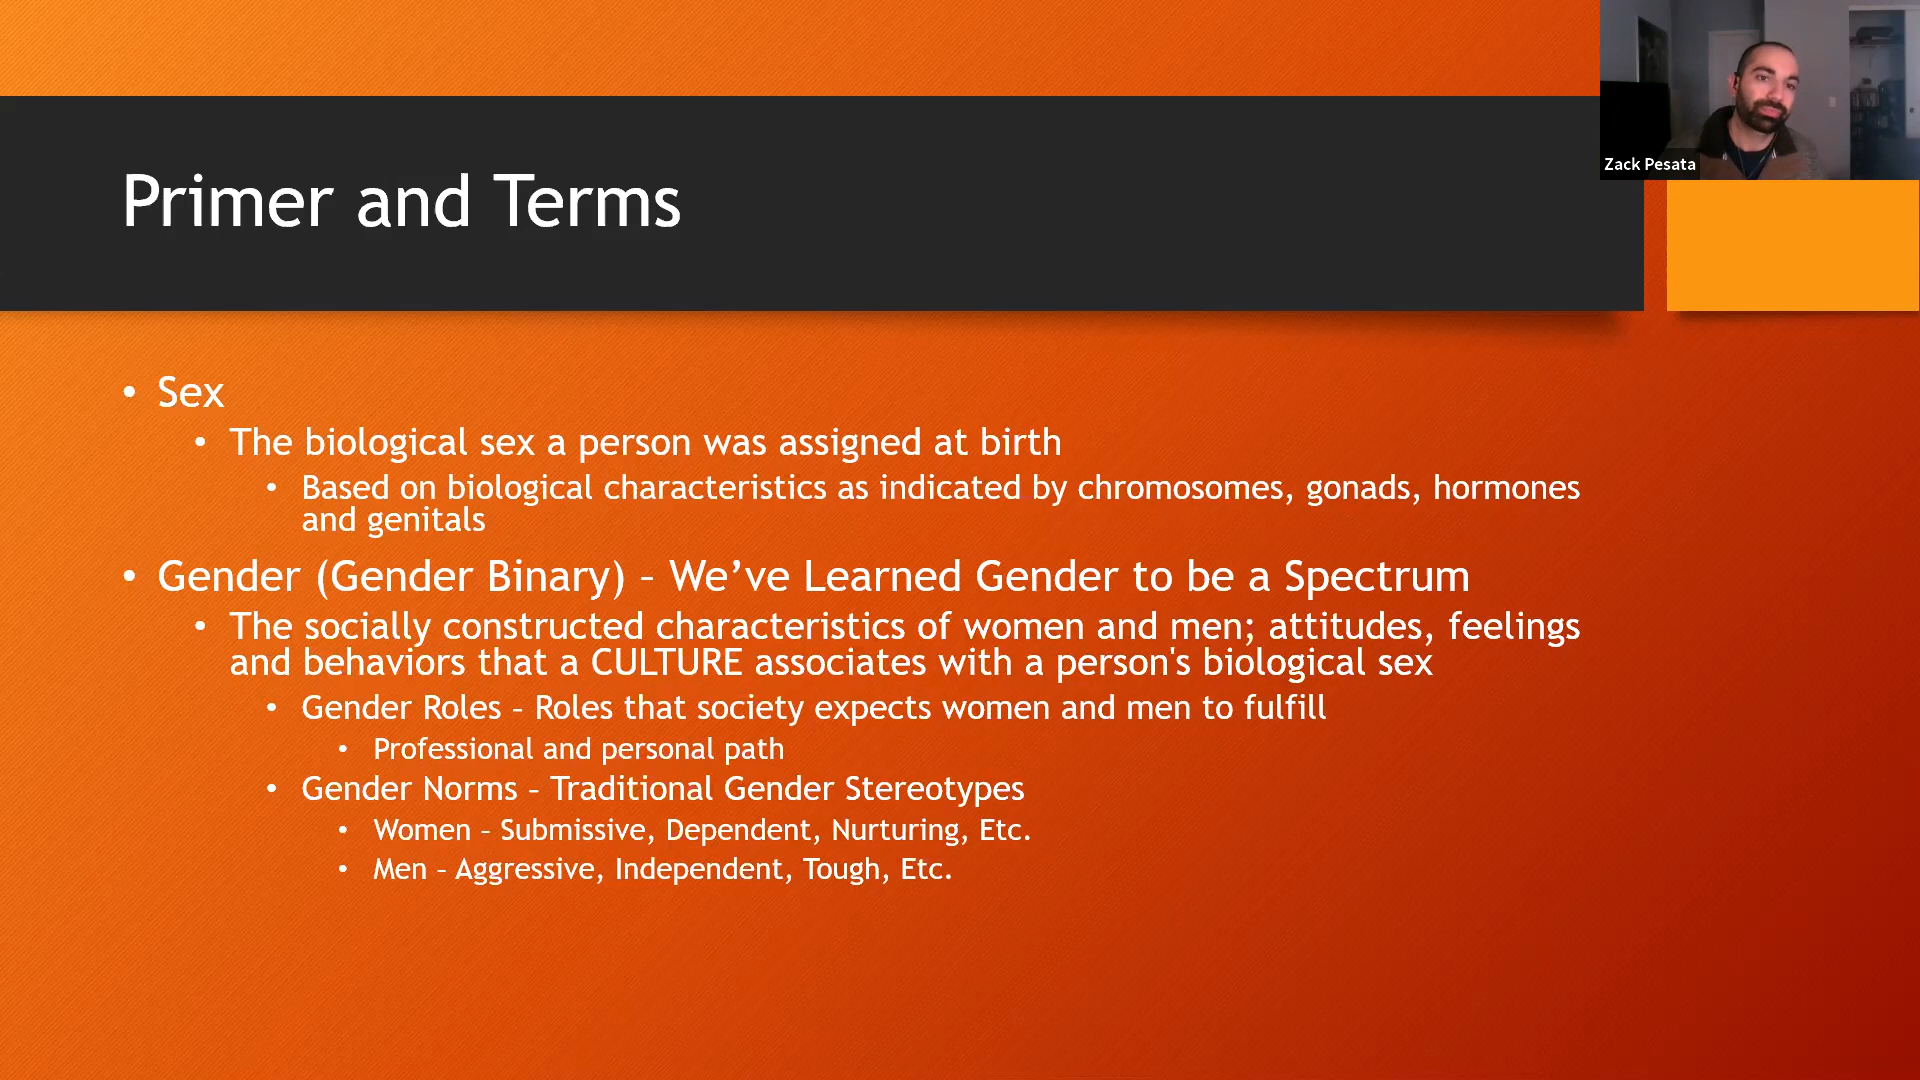 Zack Pesata
Primer and Terms
• Sex
• The biological sex a person was assigned at birth
• Based on biological characteristics as indicated by chromosomes, gonads, hormones
and genitals
• Gender (Gender Binary) – We’ve Learned Gender to be a Spectrum
• The socially constructed characteristics of women and men; attitudes, feelings
and behaviors that a CULTURE associates with a person's biological sex
• Gender Roles – Roles that society expects women and men to fulfill
• Professional and personal path
• Gender Norms – Traditional Gender Stereotypes
• Women – Submissive, Dependent, Nurturing, Etc.
• Men – Aggressive, Independent, Tough, Etc.